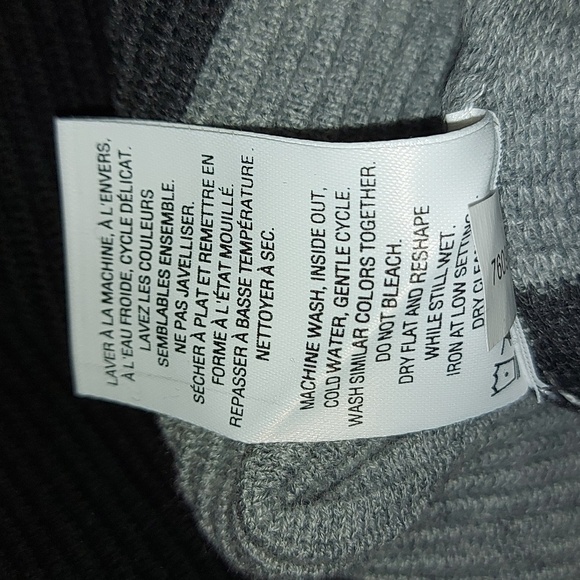 LAVER À LA MACHINE, À L'ENVERS,
À L'EAU FROIDE, CYCLE DÉLICAT.
LAVEZ LES COULEURS
SEMBLABLES ENSEMBLE.
NE PAS JAVELLISER.
SÉCHER À PLAT ET REMETTRE EN
FORME À L'ÉTAT MOUILLÉ.
REPASSER À BASSE TEMPÉRATURE.
NETTOYER À SEC.
MACHINE WASH, INSIDE OUT,
COLD WATER, GENTLE CYCLE.
WASH SIMILAR COLORS TOGETHER.
DO NOT BLEACH.
DRY FLAT AND RESHAPE
WHILE STILL WET.
IRON AT LOW SETTING
DRY